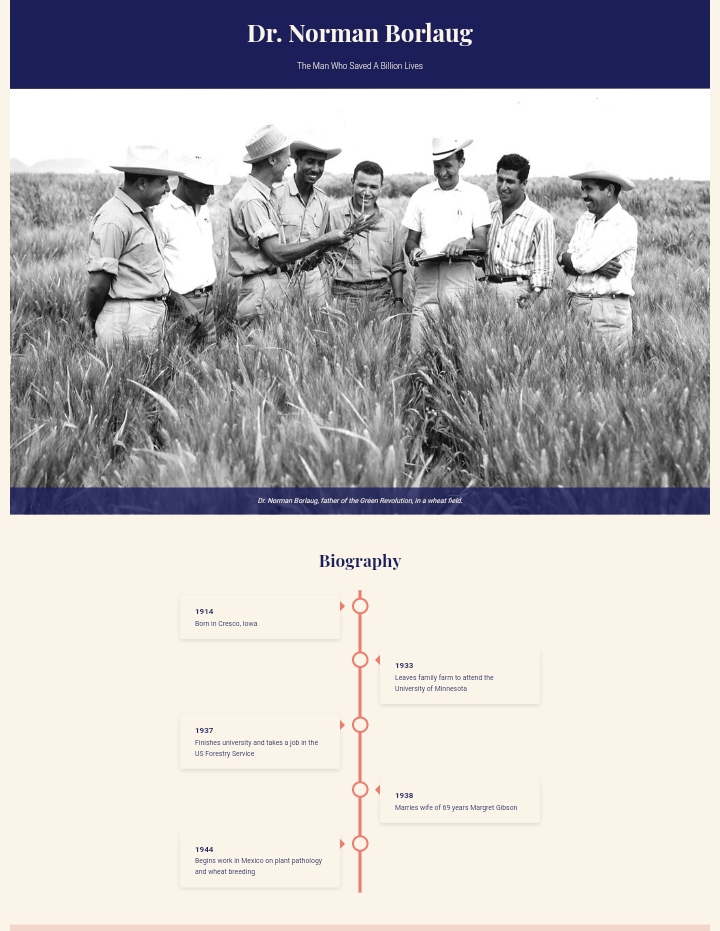 Dr. Norman Borlaug
The Man Who Saved A Billion Lives
Dr. Norman Borlaug, father of the Green Revolution, in a wheat field.
Biography
1914
Born in Cresco, Iowa
1933
Leaves family farm to attend the
University of Minnesota
1937
Finishes university and takes a job in the
US Forestry Service
1938
Marries wife of 69 years Margret Gibson
1944
Begins work in Mexico on plant pathology
and wheat breeding